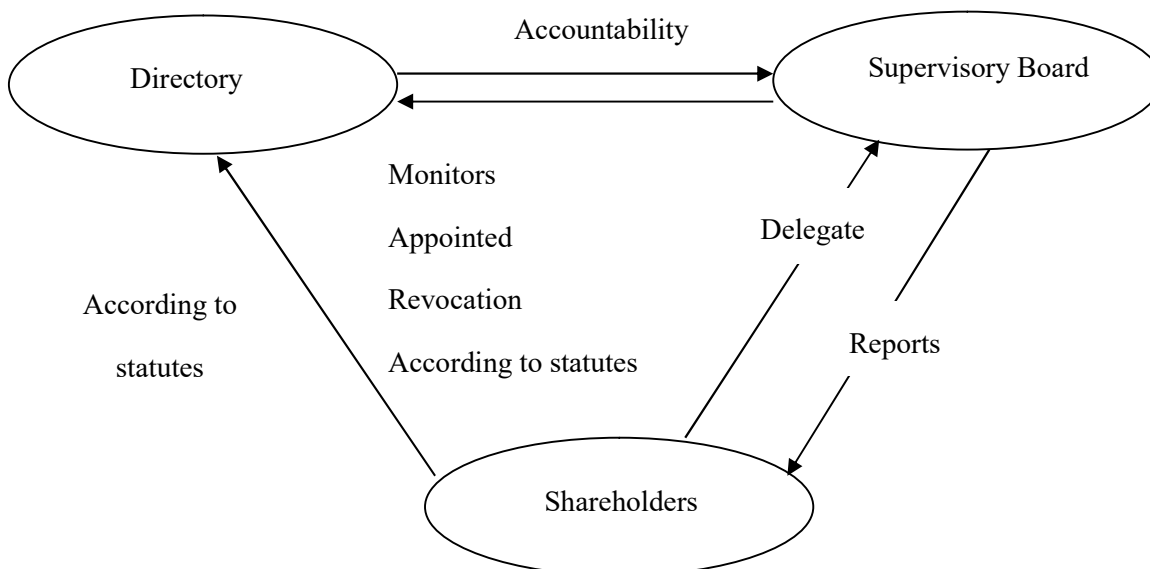 Accountability
Directory
Supervisory Board
Monitors
Appointed
Revocation
According to statutes
Delegate
According to
statutes
Reports
Shareholders